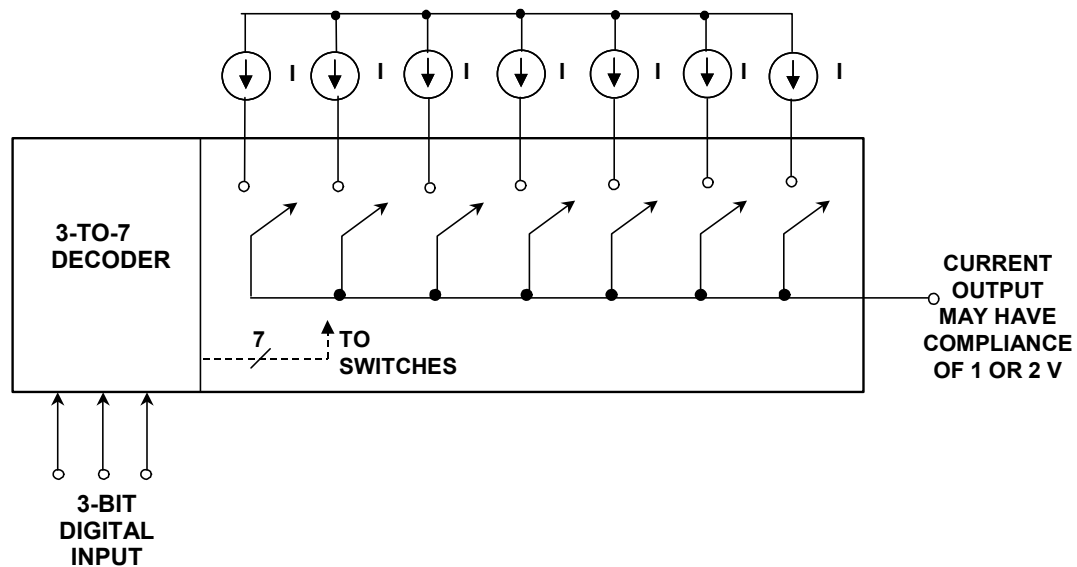 I I I I I I I
3-TO-7
DECODER
7
TO
SWITCHES
CURRENT
OUTPUT
MAY HAVE
COMPLIANCE
OF 1 OR 2 V
3-BIT
DIGITAL
INPUT